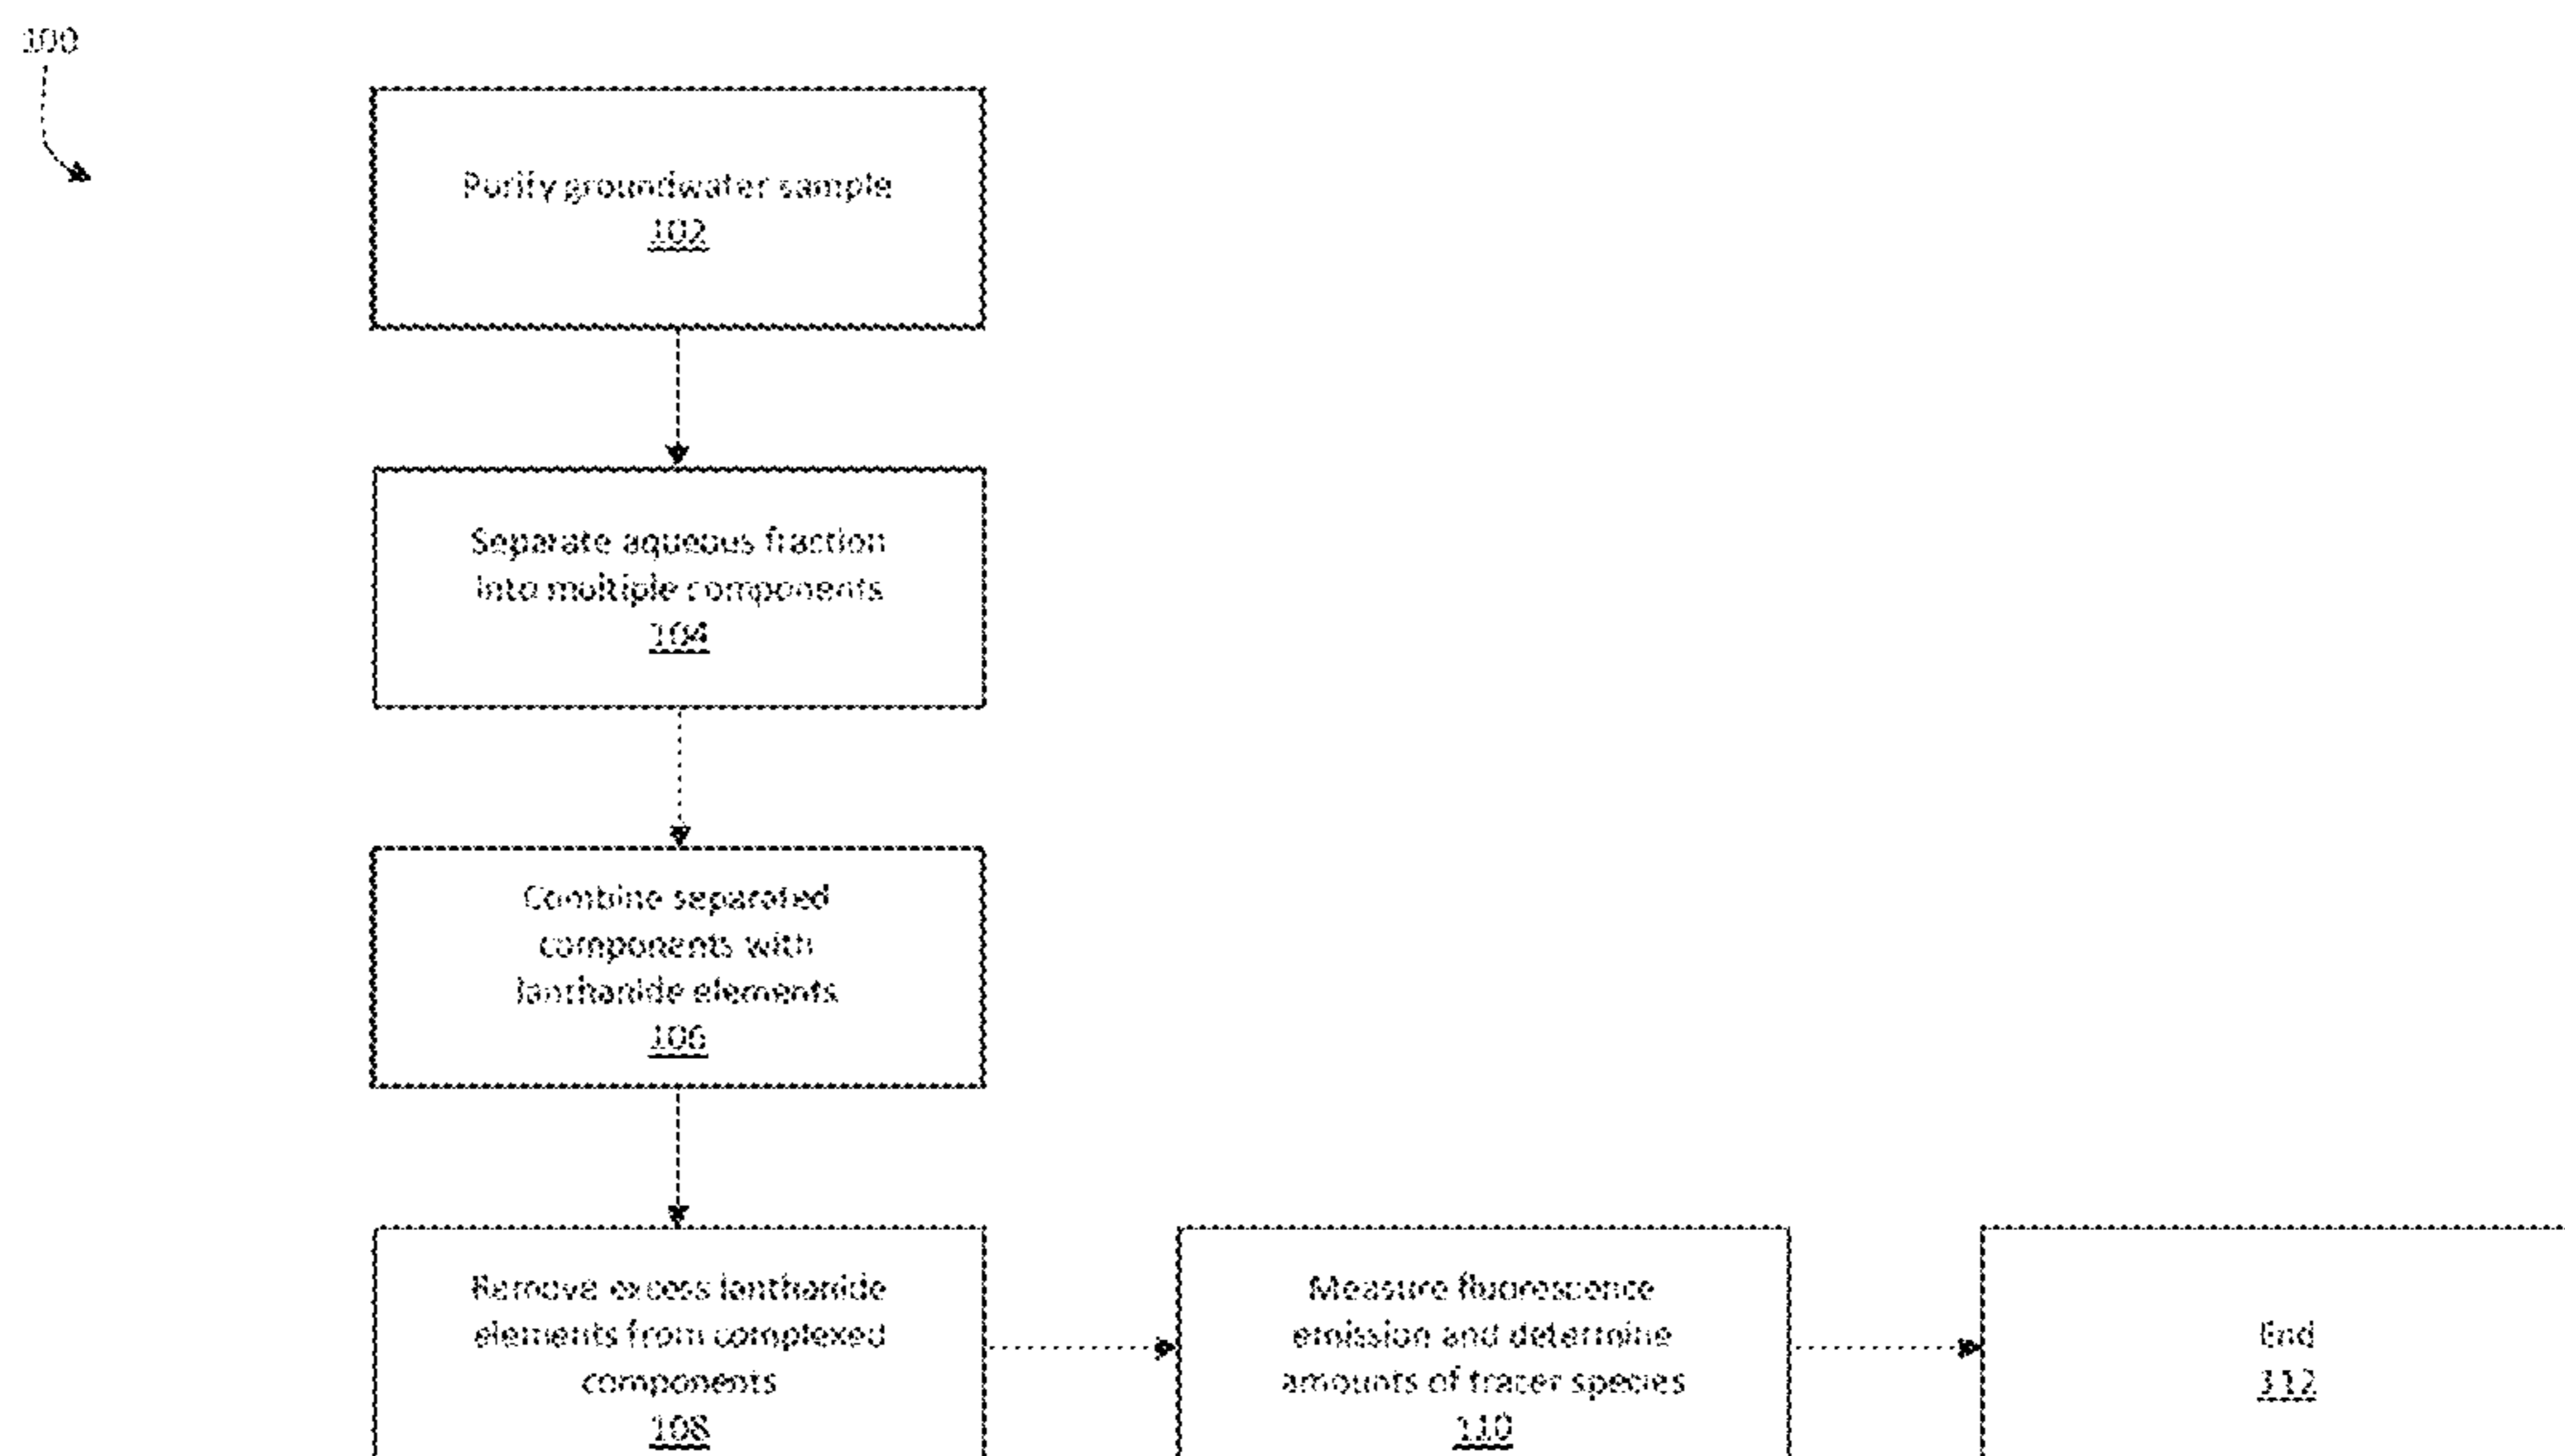 100
Purify groundwater sample
102
Separate aqueous fraction
into multiple components
104
Combine separated
components with
lanthanide elements
106
Remove excess lanthanide
elements from complexed
components
108
Measure fluorescence
emission and determine
amounts of tracer species
110
End
112